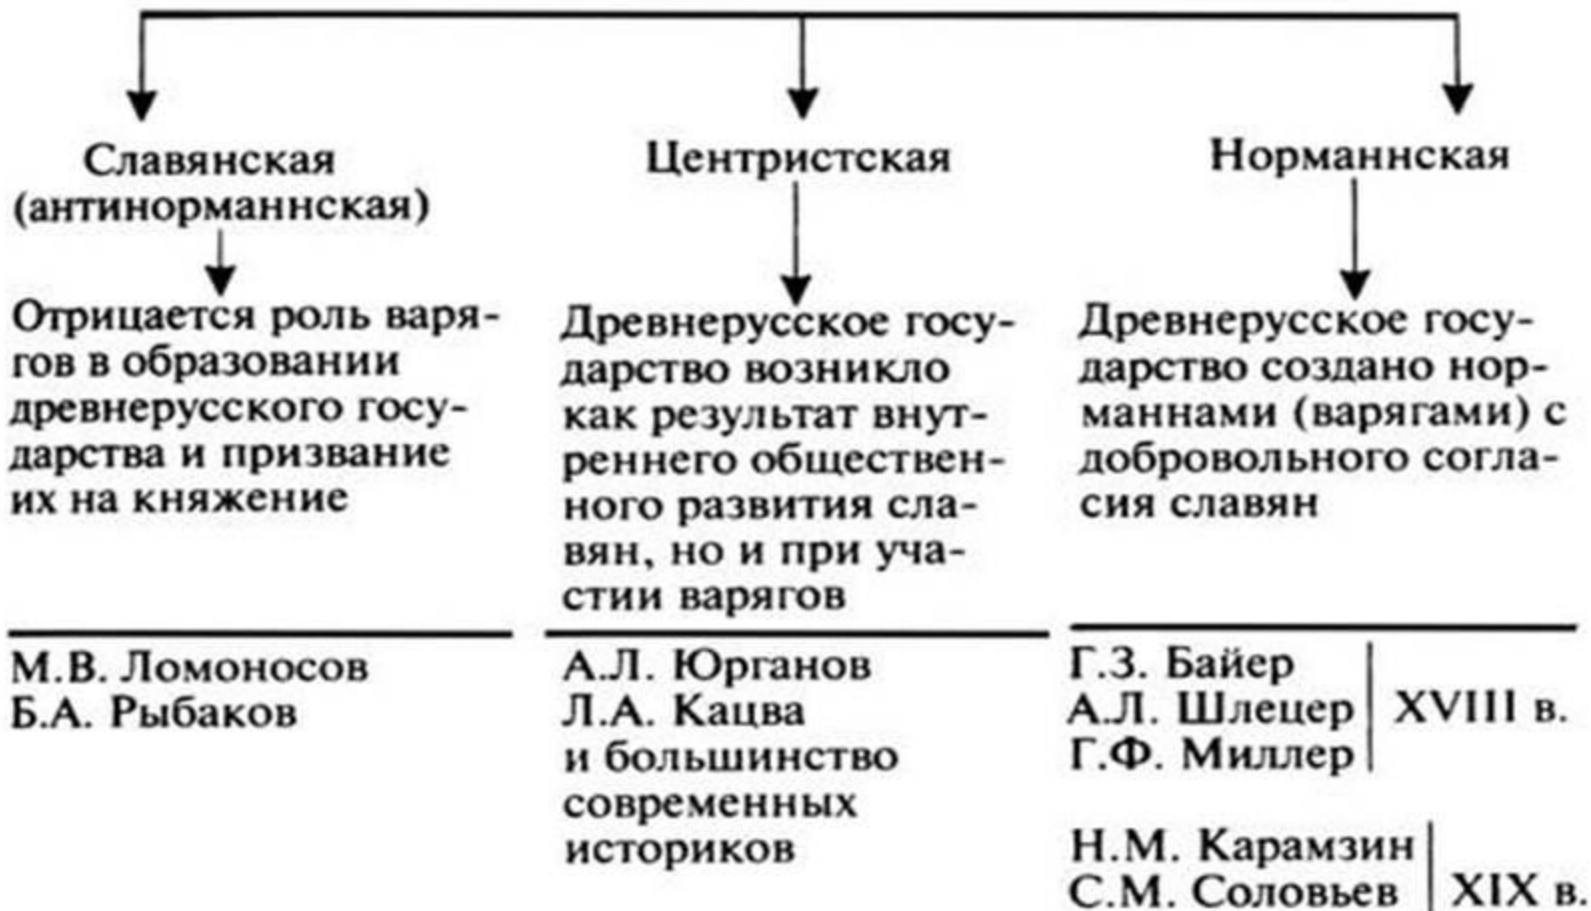 Славянская
(антинорманнская)
Отрицается роль варя-
гов в образовании
древнерусского госу-
дарства и призвание
их на княжение
М.В. Ломоносов
Б.А. Рыбаков
Центристская
Древнерусское госу-
дарство возникло
как результат внут-
реннего обществен-
ного развития сла-
вян, но и при уча-
стии варягов
А.Л. Юрганов
Л.А. Кацва
и большинство
современных
историков
Норманнская
Древнерусское госу-
дарство создано нор-
маннами (варягами) с
добровольного согла-
сия славян
Г.З. Байер
А.Л. Шлецер XVIII в.
Г.Ф. Миллер
Н.М. Карамзин
С.М. Соловьев XIX в.